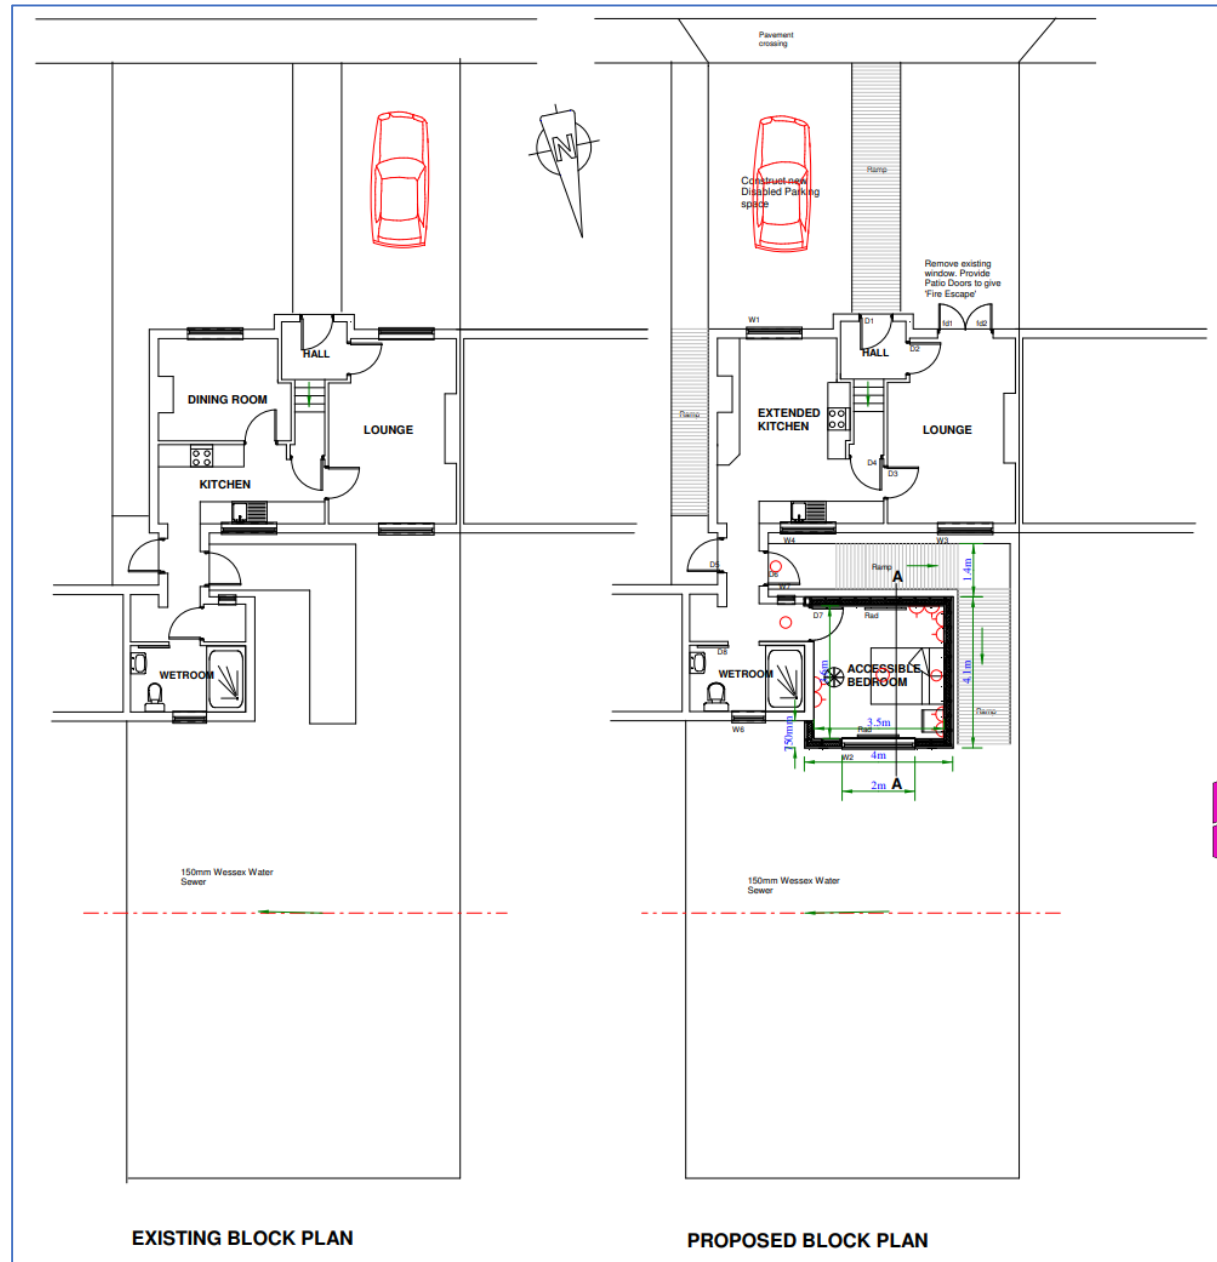 Pavement
crossing
N
Construct new
Disabled Parking
space
Ramp
Remove existing
window. Provide
Patio Doors to give
'Fire Escape'
fd1
fd2
W1
D1
HALL
HALL
D2
DINING ROOM
LOUNGE
Ramp
EXTENDED
KITCHEN
LOUNGE
D4
D3
KITCHEN
W4
W3
D5
D6
W7
Ramp
A
1.4m
D7
Rad
D8
WETROOM
WETROOM
ACCESSIBLE
BEDROOM
4.1m
Ramp
W6
750mm
3.5m
Rad
W2
4m
2m
A
150mm Wessex Water
Sewer
150mm Wessex Water
Sewer
EXISTING BLOCK PLAN
PROPOSED BLOCK PLAN